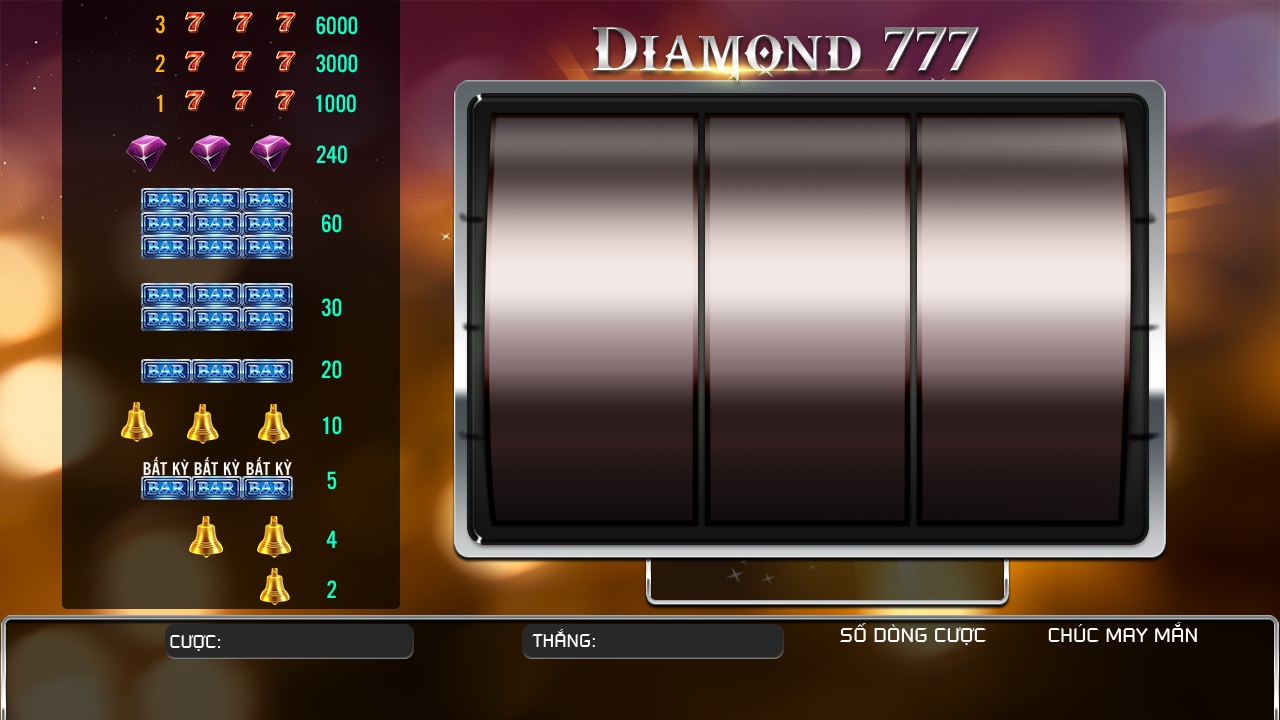 DIAMOND 777
3 7 7 7 6000
2 7 7 7 3000
1 7 7 7 1000
240
BAR BAR BAR
BAR BAR BAR 60
BAR BAR BAR
BAR BAR BAR 30
BAR BAR BAR
BAR BAR BAR 20
10
BẤT KỲ BẤT KỲ BẤT KỲ
BAR BAR BAR 5
4
2
CƯỢC:
THẮNG:
SỐ DÒNG CƯỢC
CHÚC MAY MẮN